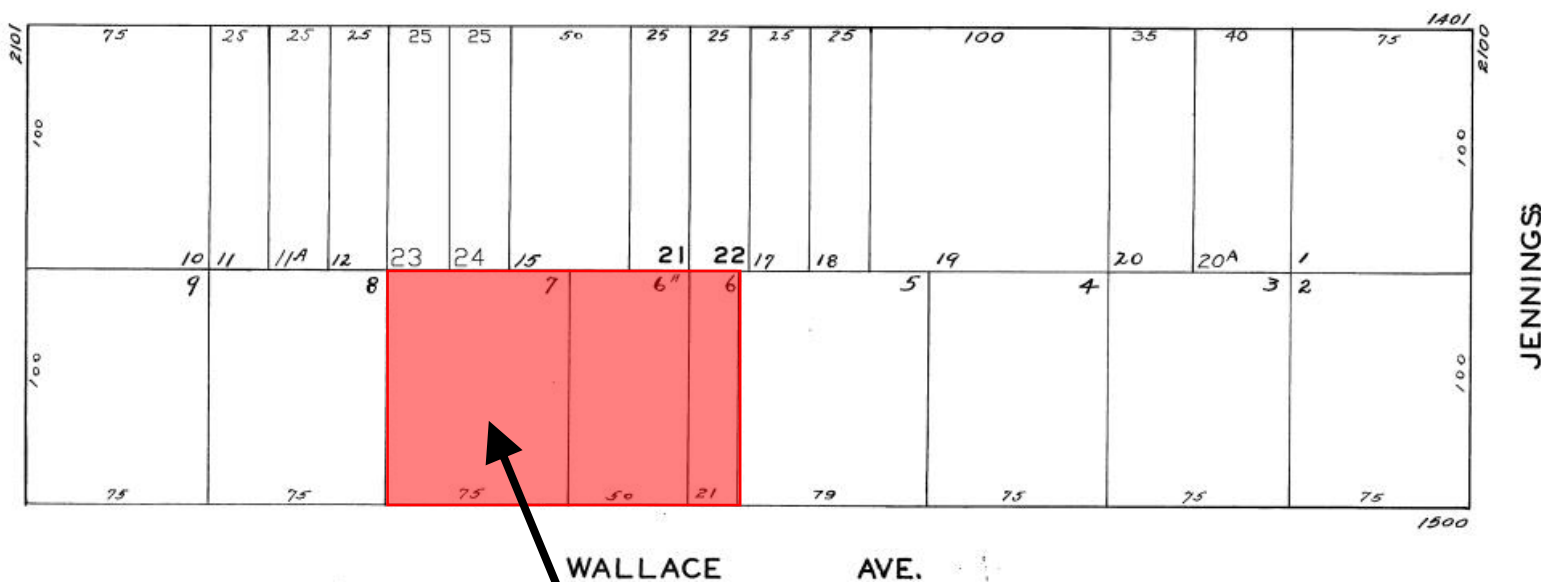 1401
2101 75 25 25 25 25 25 50 25 25 25 25 100 35 40 75 2100
100 100
10 11 11A 12 23 24 15 21 22 17 18 19 20 20A 1
9 8 7 6A 6 5 4 3 2
100 100
75 75 75 50 21 79 75 75 75
1500
WALLACE AVE.
JENNINGS